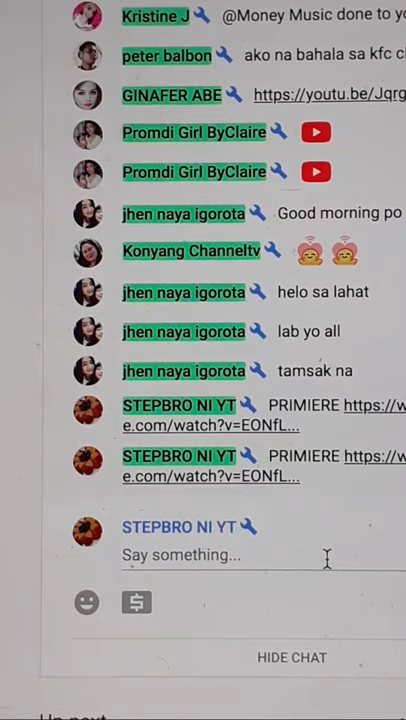 Kristine J @Money Music done to yo
peter balbon ako na bahala sa kfc c
GINAFER ABE https://youtu.be/Jqrg
Promdi Girl ByClaire
Promdi Girl ByClaire
jhen naya igorota Good morning po
Konyang Channeltv
jhen naya igorota helo sa lahat
jhen naya igorota lab yo all
jhen naya igorota tamsak na
STEPBRO NI YT PRIMIERE https://w
e.com/watch?v=EONfL...
STEPBRO NI YT PRIMIERE https://w
e.com/watch?v=EONfL...
STEPBRO NI YT
Say something...
HIDE CHAT
Up next